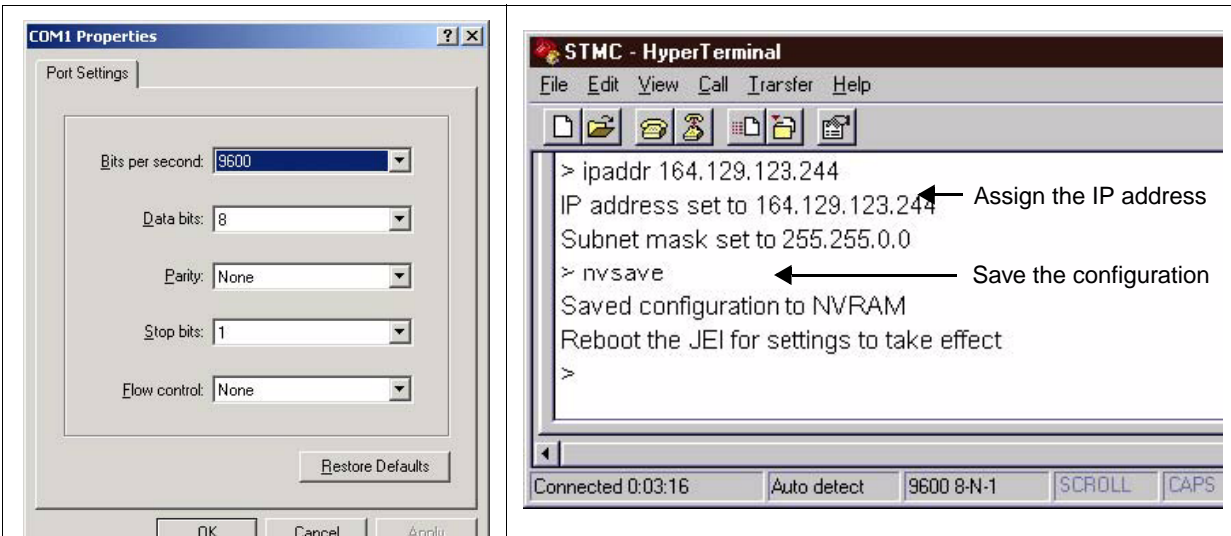 COM1 Properties
Port Settings
Bits per second: 9600
Data bits: 8
Parity: None
Stop bits: 1
Flow control: None
Restore Defaults
OK Cancel Apply
STMC - HyperTerminal
File Edit View Call Transfer Help
> ipaddr 164.129.123.244
IP address set to 164.129.123.244
Assign the IP address
Subnet mask set to 255.255.0.0
> nvsave
Save the configuration
Saved configuration to NVRAM
Reboot the JEI for settings to take effect
>
Connected 0:03:16 Auto detect 9600 8-N-1 SCROLL CAPS